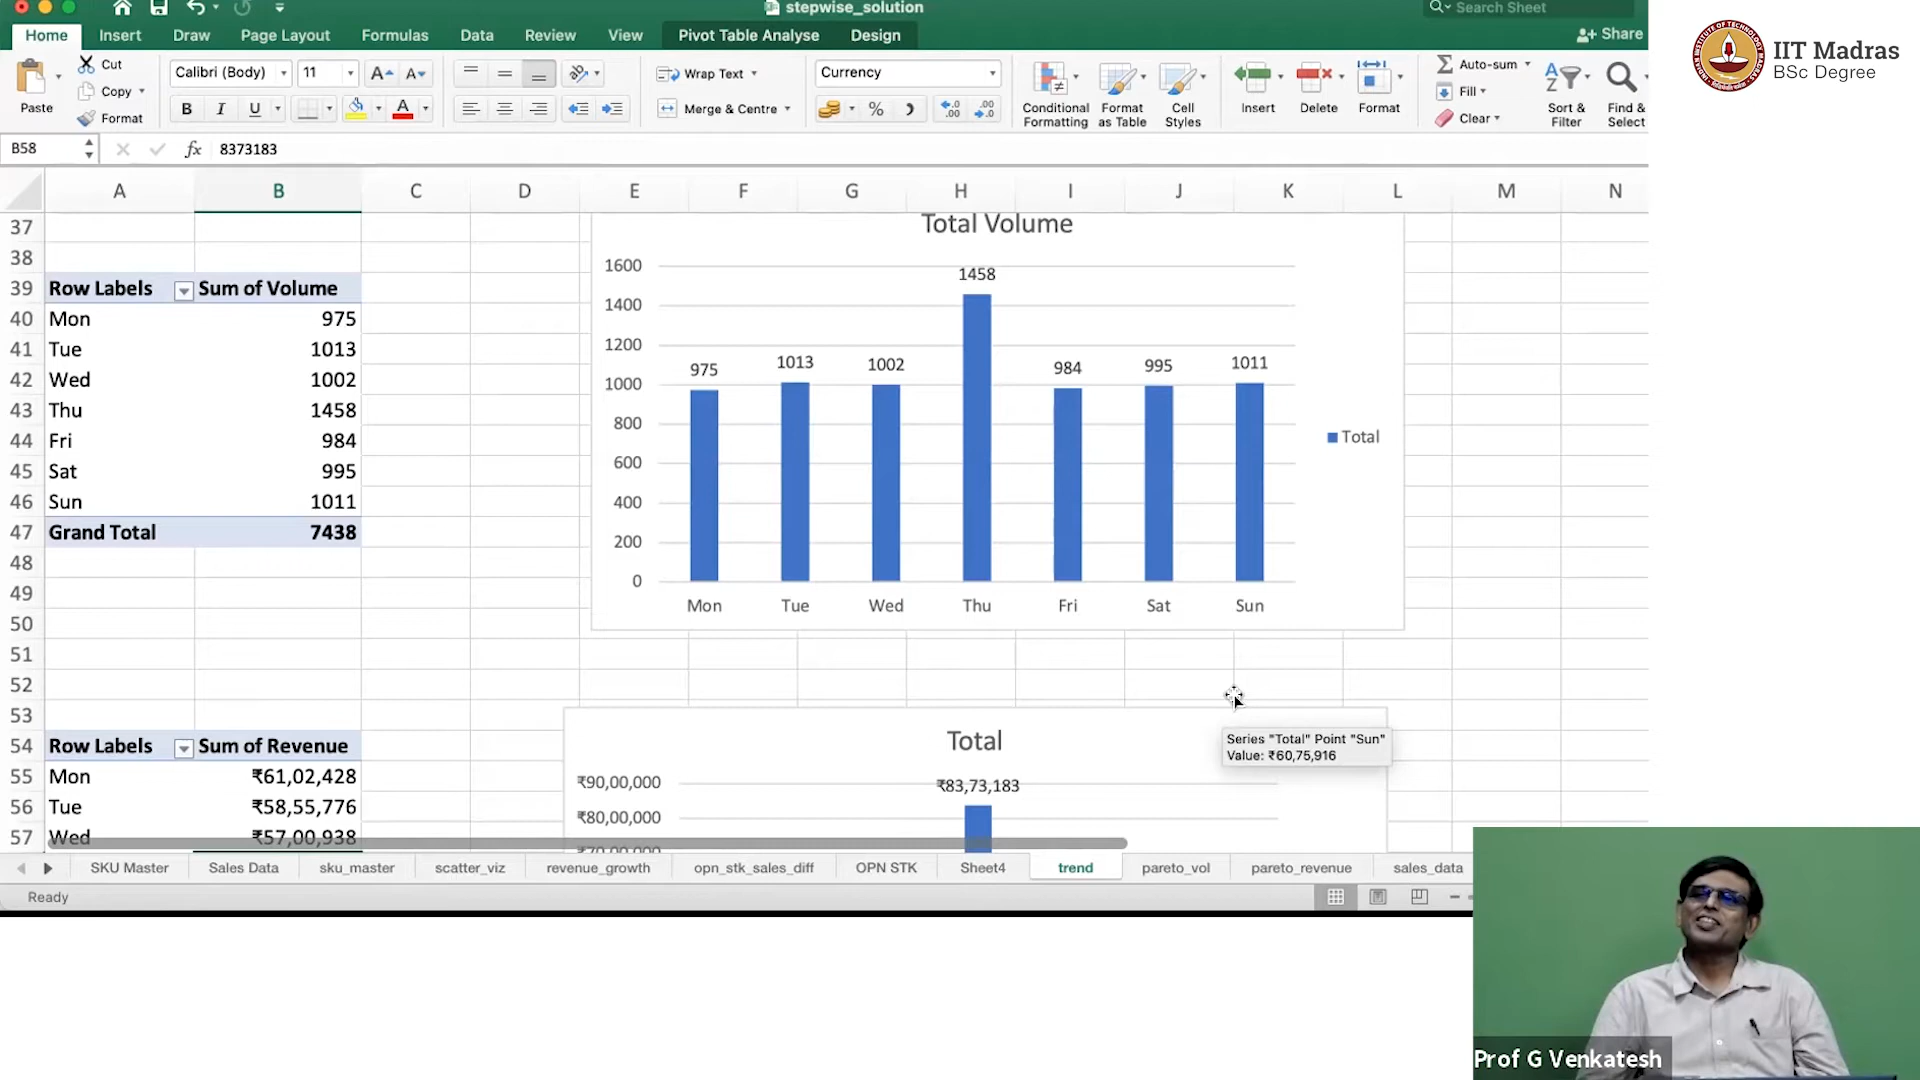 stepwise_solution
Search Sheet
Home Insert Draw Page Layout Formulas Data Review View Pivot Table Analyse Design Share
IIT Madras
BSc Degree
Paste
Cut
Copy
Format
Calibri (Body) 11
B I U
Wrap Text
Merge & Centre
Currency
Conditional Formatting
Format as Table
Cell Styles
Insert
Delete
Format
Auto-sum
Fill
Clear
Sort & Filter
Find & Select
B58 fx 8373183
A B C D E F G H I J K L M N
37
38
39 Row Labels Sum of Volume
40 Mon 975
41 Tue 1013
42 Wed 1002
43 Thu 1458
44 Fri 984
45 Sat 995
46 Sun 1011
47 Grand Total 7438
48
49
50
51
52
53
54 Row Labels Sum of Revenue
55 Mon ₹61,02,428
56 Tue ₹58,55,776
57 Wed ₹57,00,938
Total Volume
1600
1400
1200
1000
800
600
400
200
0
975 1013 1002 1458 984 995 1011
Mon Tue Wed Thu Fri Sat Sun
Total
Total
₹90,00,000
₹80,00,000
₹83,73,183
Series "Total" Point "Sun"
Value: ₹60,75,916
SKU Master Sales Data sku_master scatter_viz revenue_growth opn_stk_sales_diff OPN STK Sheet4 trend pareto_vol pareto_revenue sales_data
Ready
Prof G Venkatesh